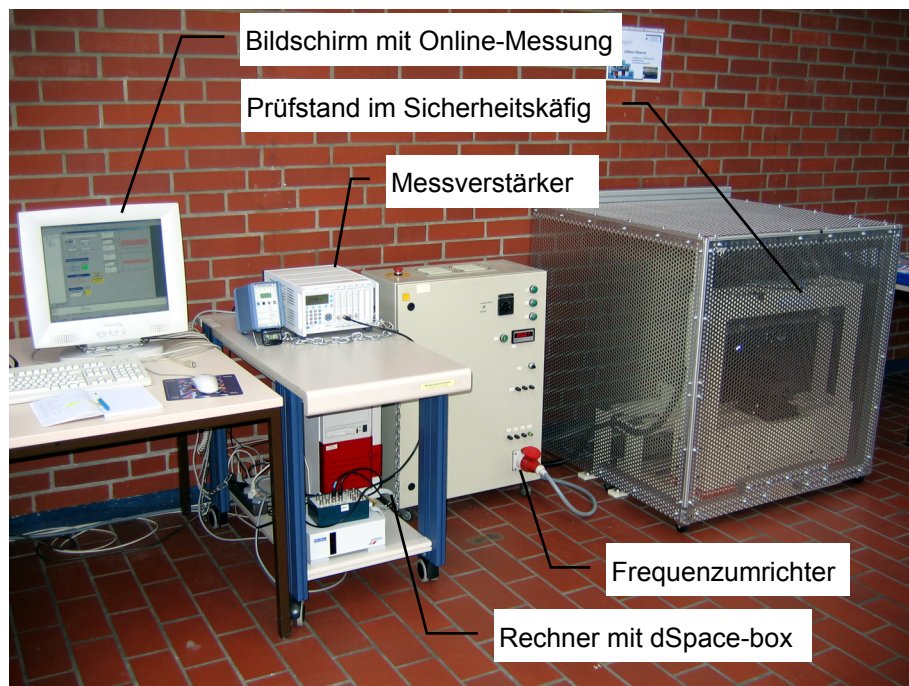 Bildschirm mit Online-Messung
Prüfstand im Sicherheitskäfig
Messverstärker
Frequenzumrichter
Rechner mit dSpace-box